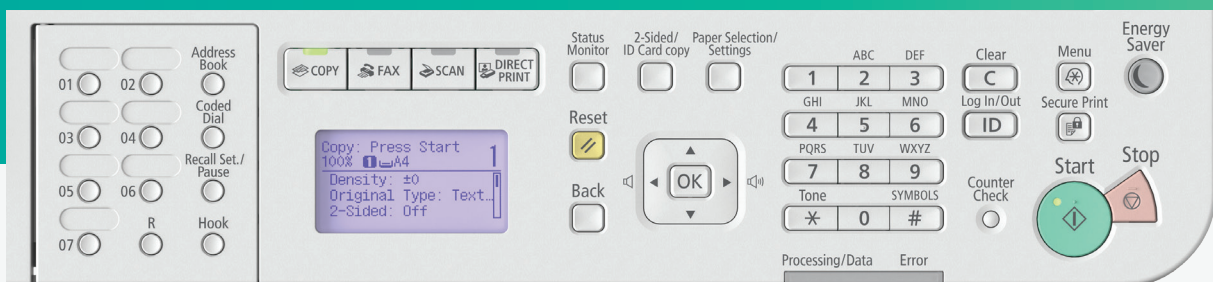 Address
Book
01
02
Coded
Dial
03
04
Recall Set./
Pause
05
06
R
Hook
07
COPY
FAX
SCAN
DIRECT
PRINT
Copy: Press Start
100% 1 A4
1
Density: ±0
Original Type: Text…
2-Sided: Off
Status
Monitor
2-Sided/
ID Card copy
Paper Selection/
Settings
Reset
Back
OK
ABC
DEF
1
2
3
GHI
JKL
MNO
4
5
6
PQRS
TUV
WXYZ
7
8
9
Tone
SYMBOLS
0
#
Processing/Data
Error
Clear
C
Log In/Out
ID
Counter
Check
Menu
Secure Print
Energy
Saver
Start
Stop